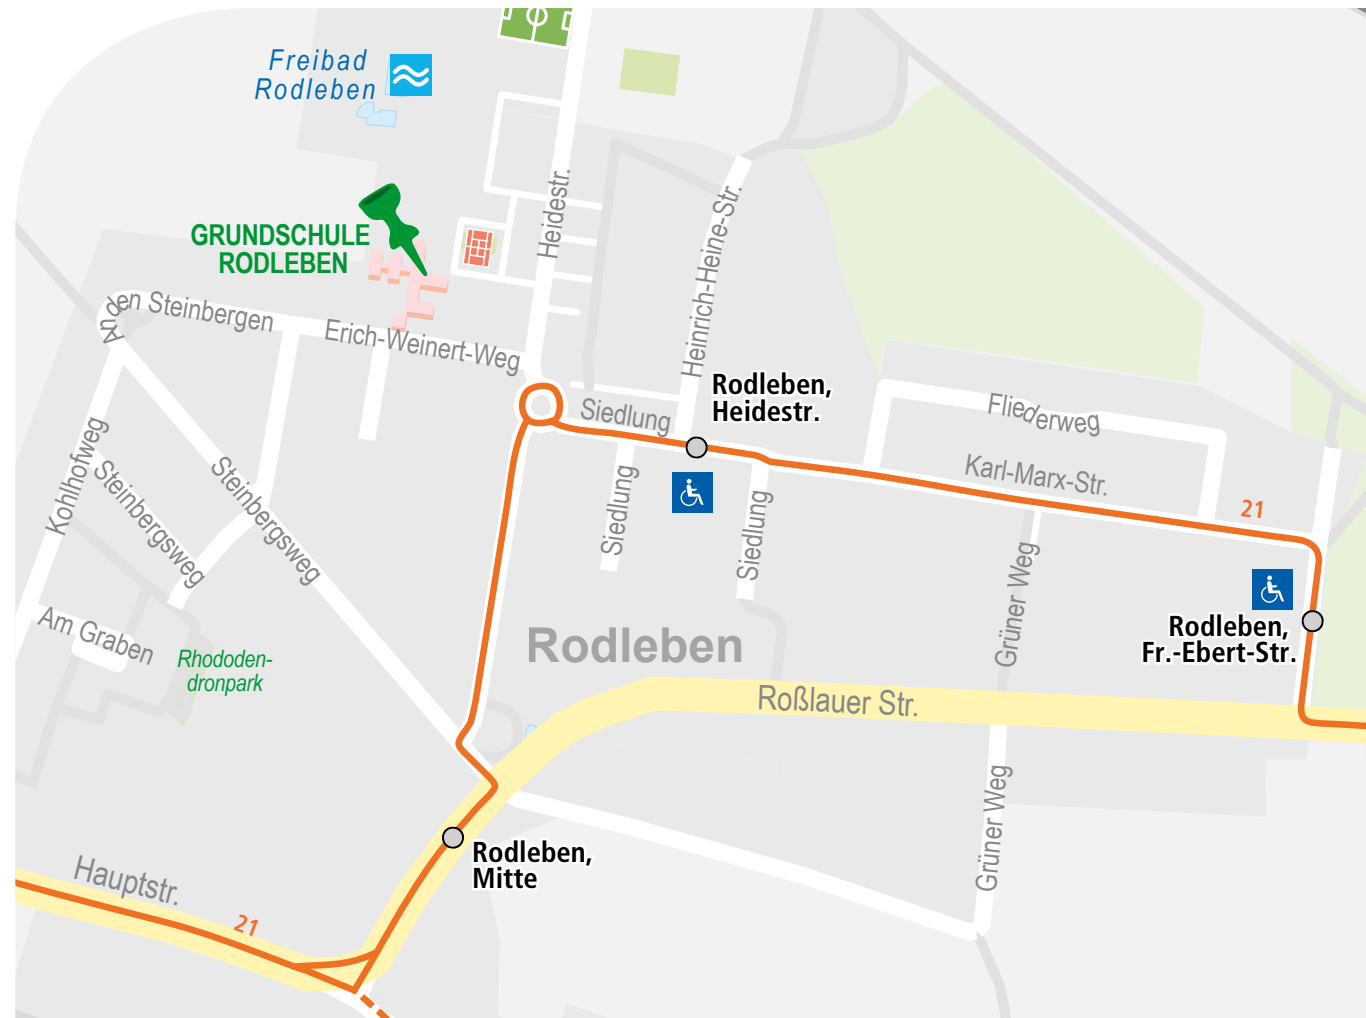 Freibad
Rodleben
GRUNDSCHULE
RODLEBEN
Heidestr.
Heinrich-Heine-Str.
An den Steinbergen
Erich-Weinert-Weg
Siedlung
Rodleben,
Heidestr.
Fliederweg
Karl-Marx-Str.
21
Kohlhofweg
Steinbergsweg
Steinbergsweg
Siedlung
Siedlung
Grüner Weg
Am Graben
Rhododen-
dronpark
Rodleben
Rodleben,
Fr.-Ebert-Str.
Roßlauer Str.
Grüner Weg
Rodleben,
Mitte
Hauptstr.
21